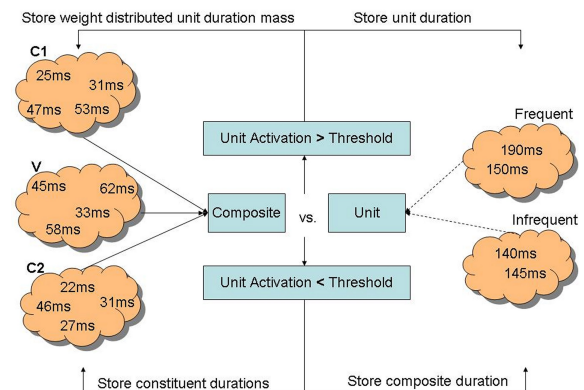 Store weight distributed unit duration mass
Store unit duration
C1
25ms
31ms
47ms
53ms
Unit Activation > Threshold
Frequent
190ms
150ms
V
45ms
62ms
33ms
58ms
Composite
vs.
Unit
Infrequent
140ms
145ms
C2
22ms
46ms
31ms
27ms
Unit Activation < Threshold
Store constituent durations
Store composite duration